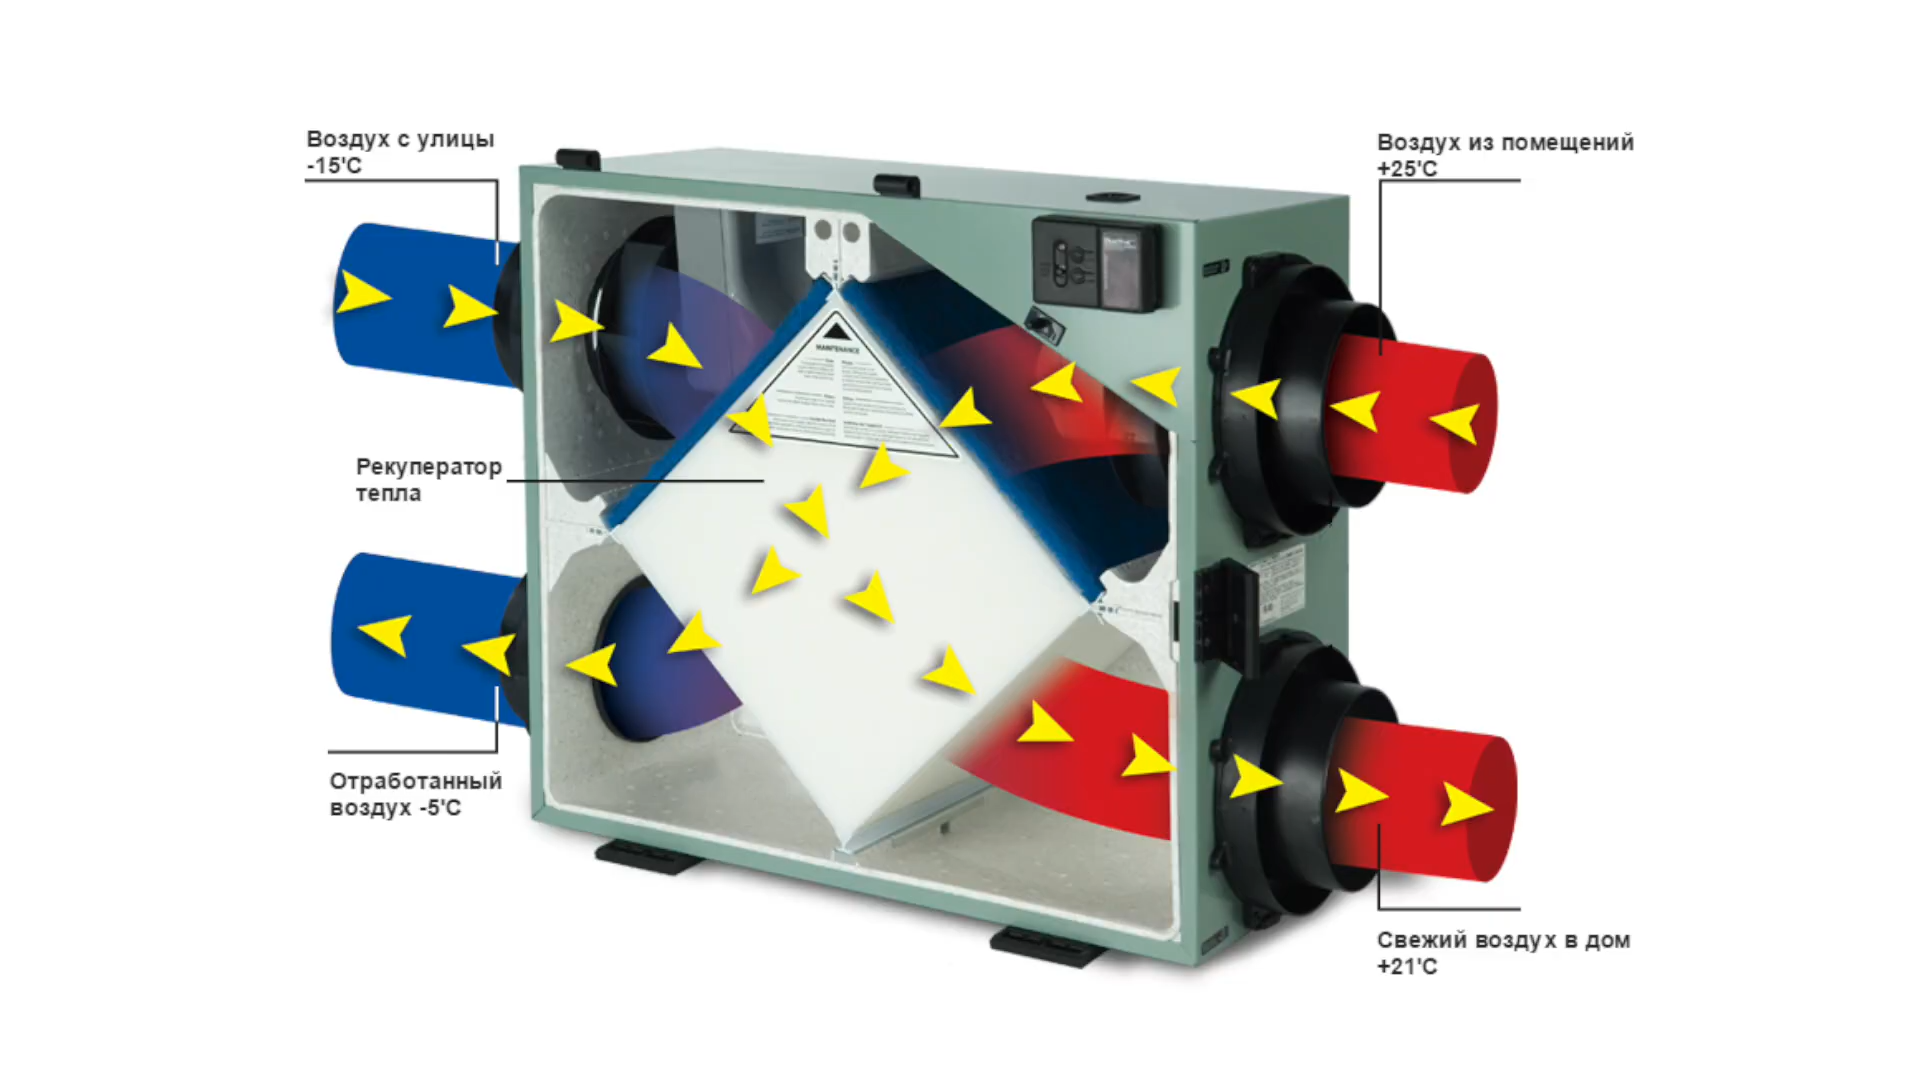 Воздух с улицы
-15'C
Воздух из помещений
+25'C
MAINTENANCE
Рекуператор
тепла
Отработанный
воздух -5'C
Свежий воздух в дом
+21'C